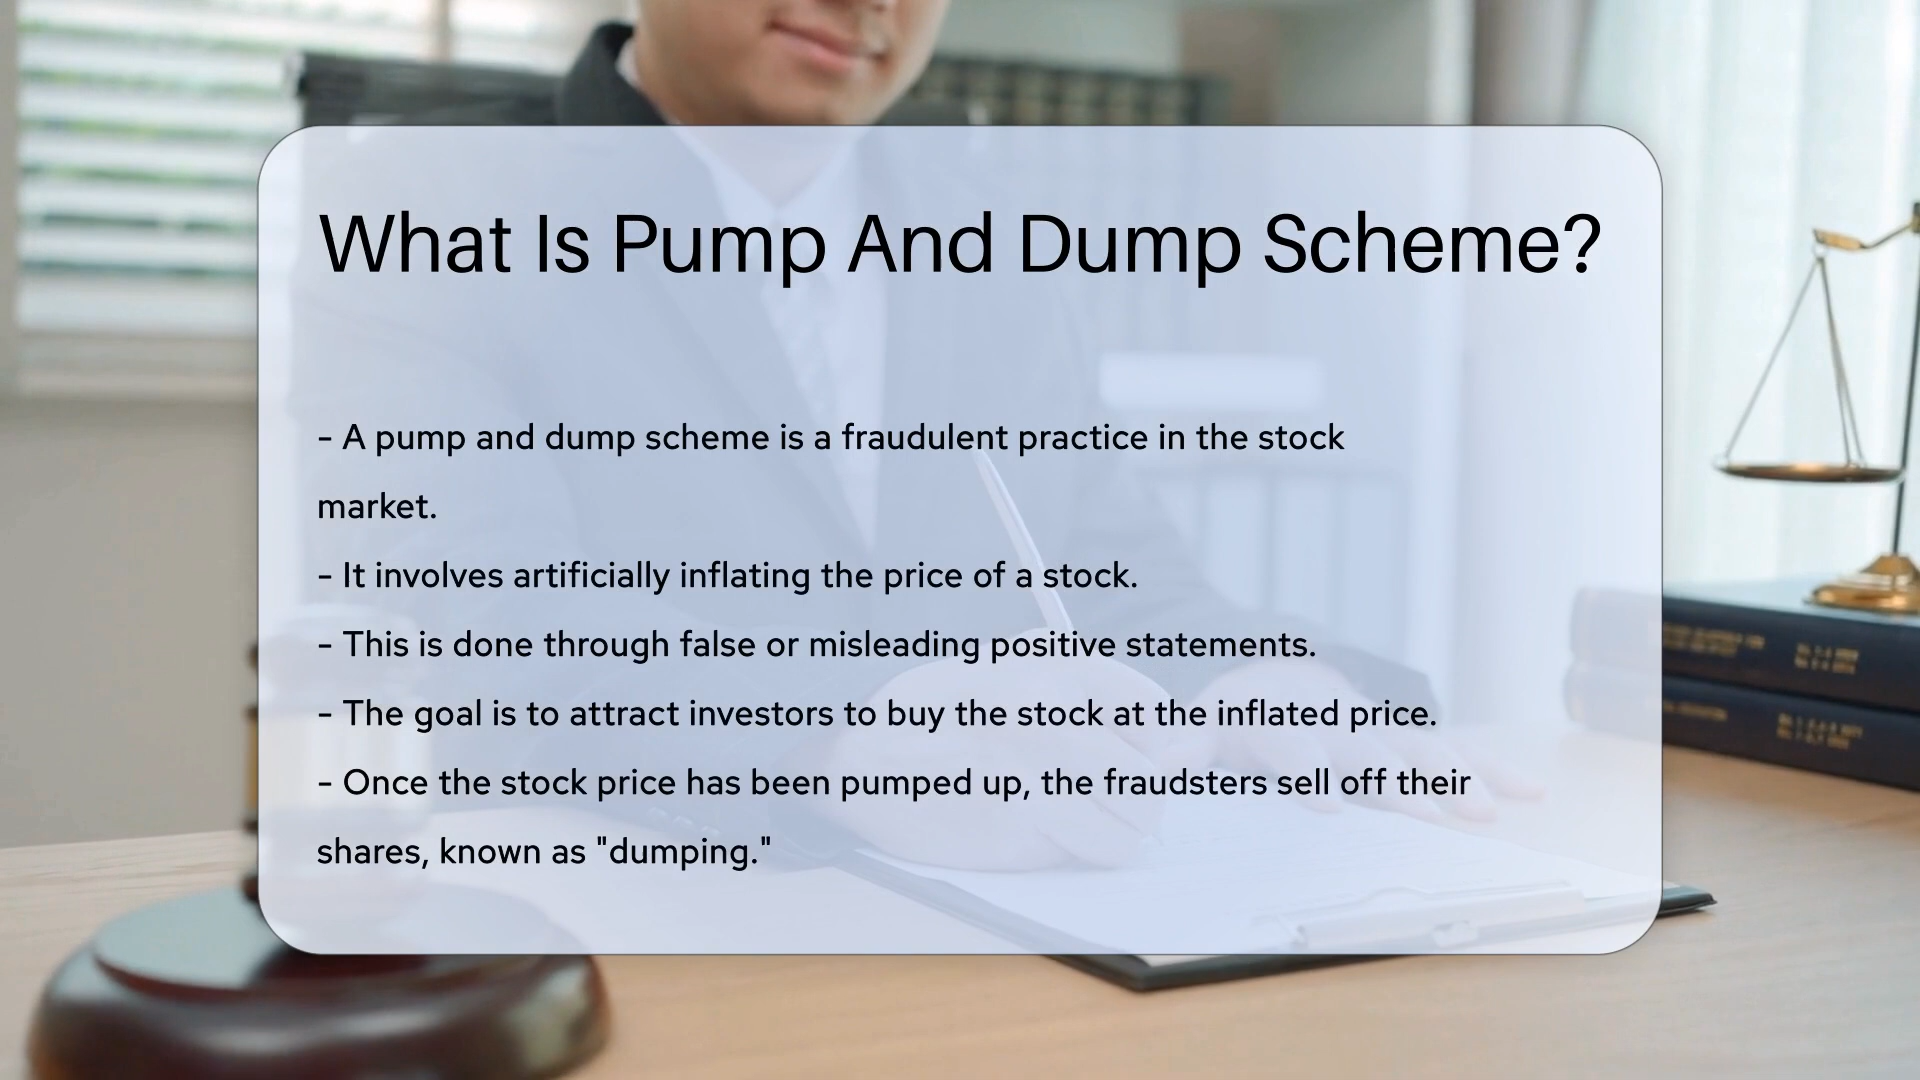 What Is Pump And Dump Scheme?
- A pump and dump scheme is a fraudulent practice in the stock
market.
- It involves artificially inflating the price of a stock.
- This is done through false or misleading positive statements.
- The goal is to attract investors to buy the stock at the inflated price.
- Once the stock price has been pumped up, the fraudsters sell off their
shares, known as "dumping."